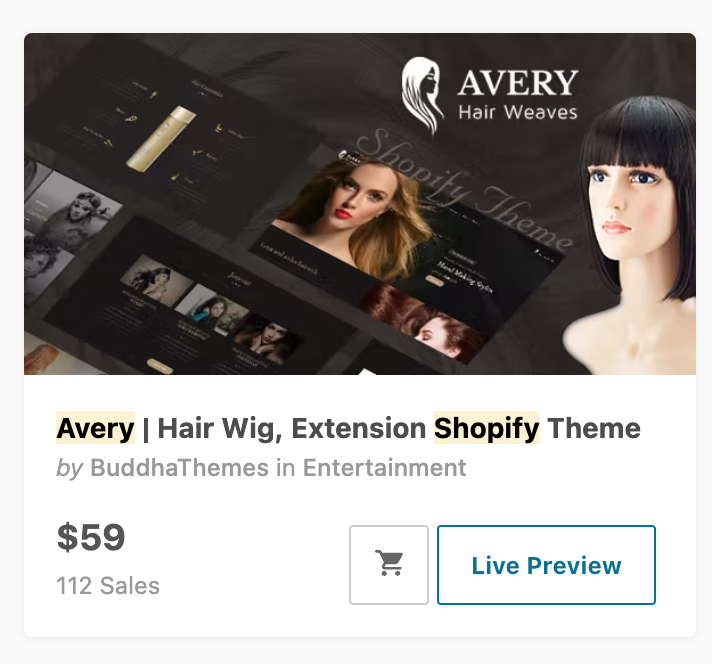 AVERY
Hair Weaves
Shopify Theme
Avery | Hair Wig, Extension Shopify Theme
by BuddhaThemes in Entertainment
$59
112 Sales
Live Preview